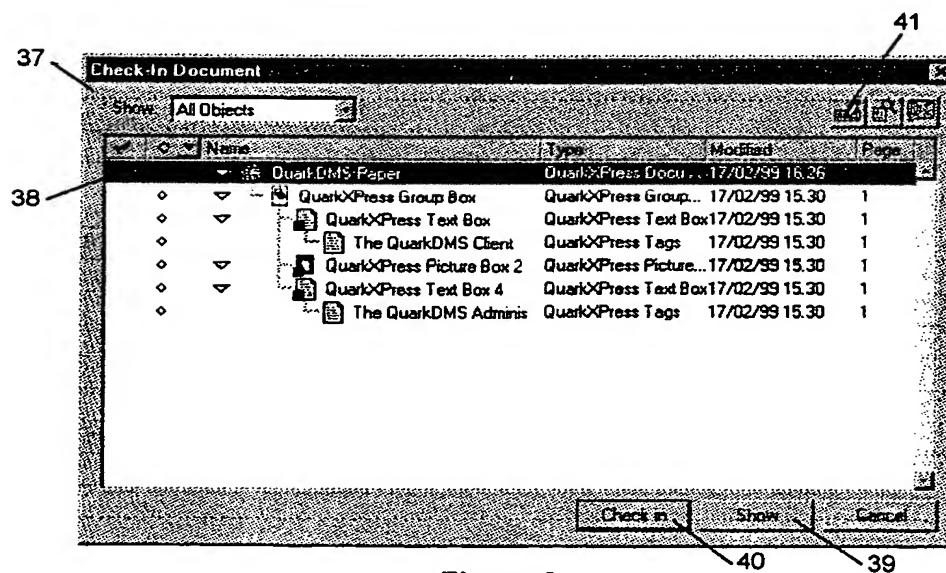 41
37
Check-In Document
Show: All Objects
Name Type Modified Page
38
QuarkDMS-Paper QuarkXPress Docu... 17/02/99 16.26
QuarkXPress Group Box QuarkXPress Group... 17/02/99 15.30 1
QuarkXPress Text Box QuarkXPress Text Box 17/02/99 15.30 1
The QuarkDMS Client QuarkXPress Tags 17/02/99 15.30 1
QuarkXPress Picture Box 2 QuarkXPress Picture... 17/02/99 15.30 1
QuarkXPress Text Box 4 QuarkXPress Text Box 17/02/99 15.30 1
The QuarkDMS Adminis QuarkXPress Tags 17/02/99 15.30 1
Check in Show Cancel
40 39